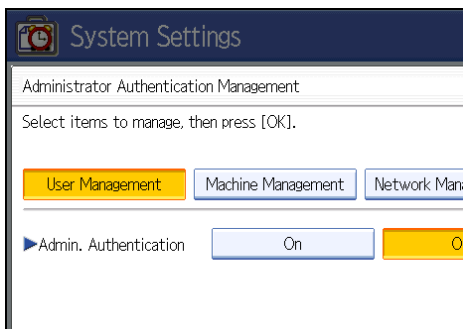 System Settings
Administrator Authentication Management
Select items to manage, then press [OK].
User Management Machine Management Network
Admin. Authentication On